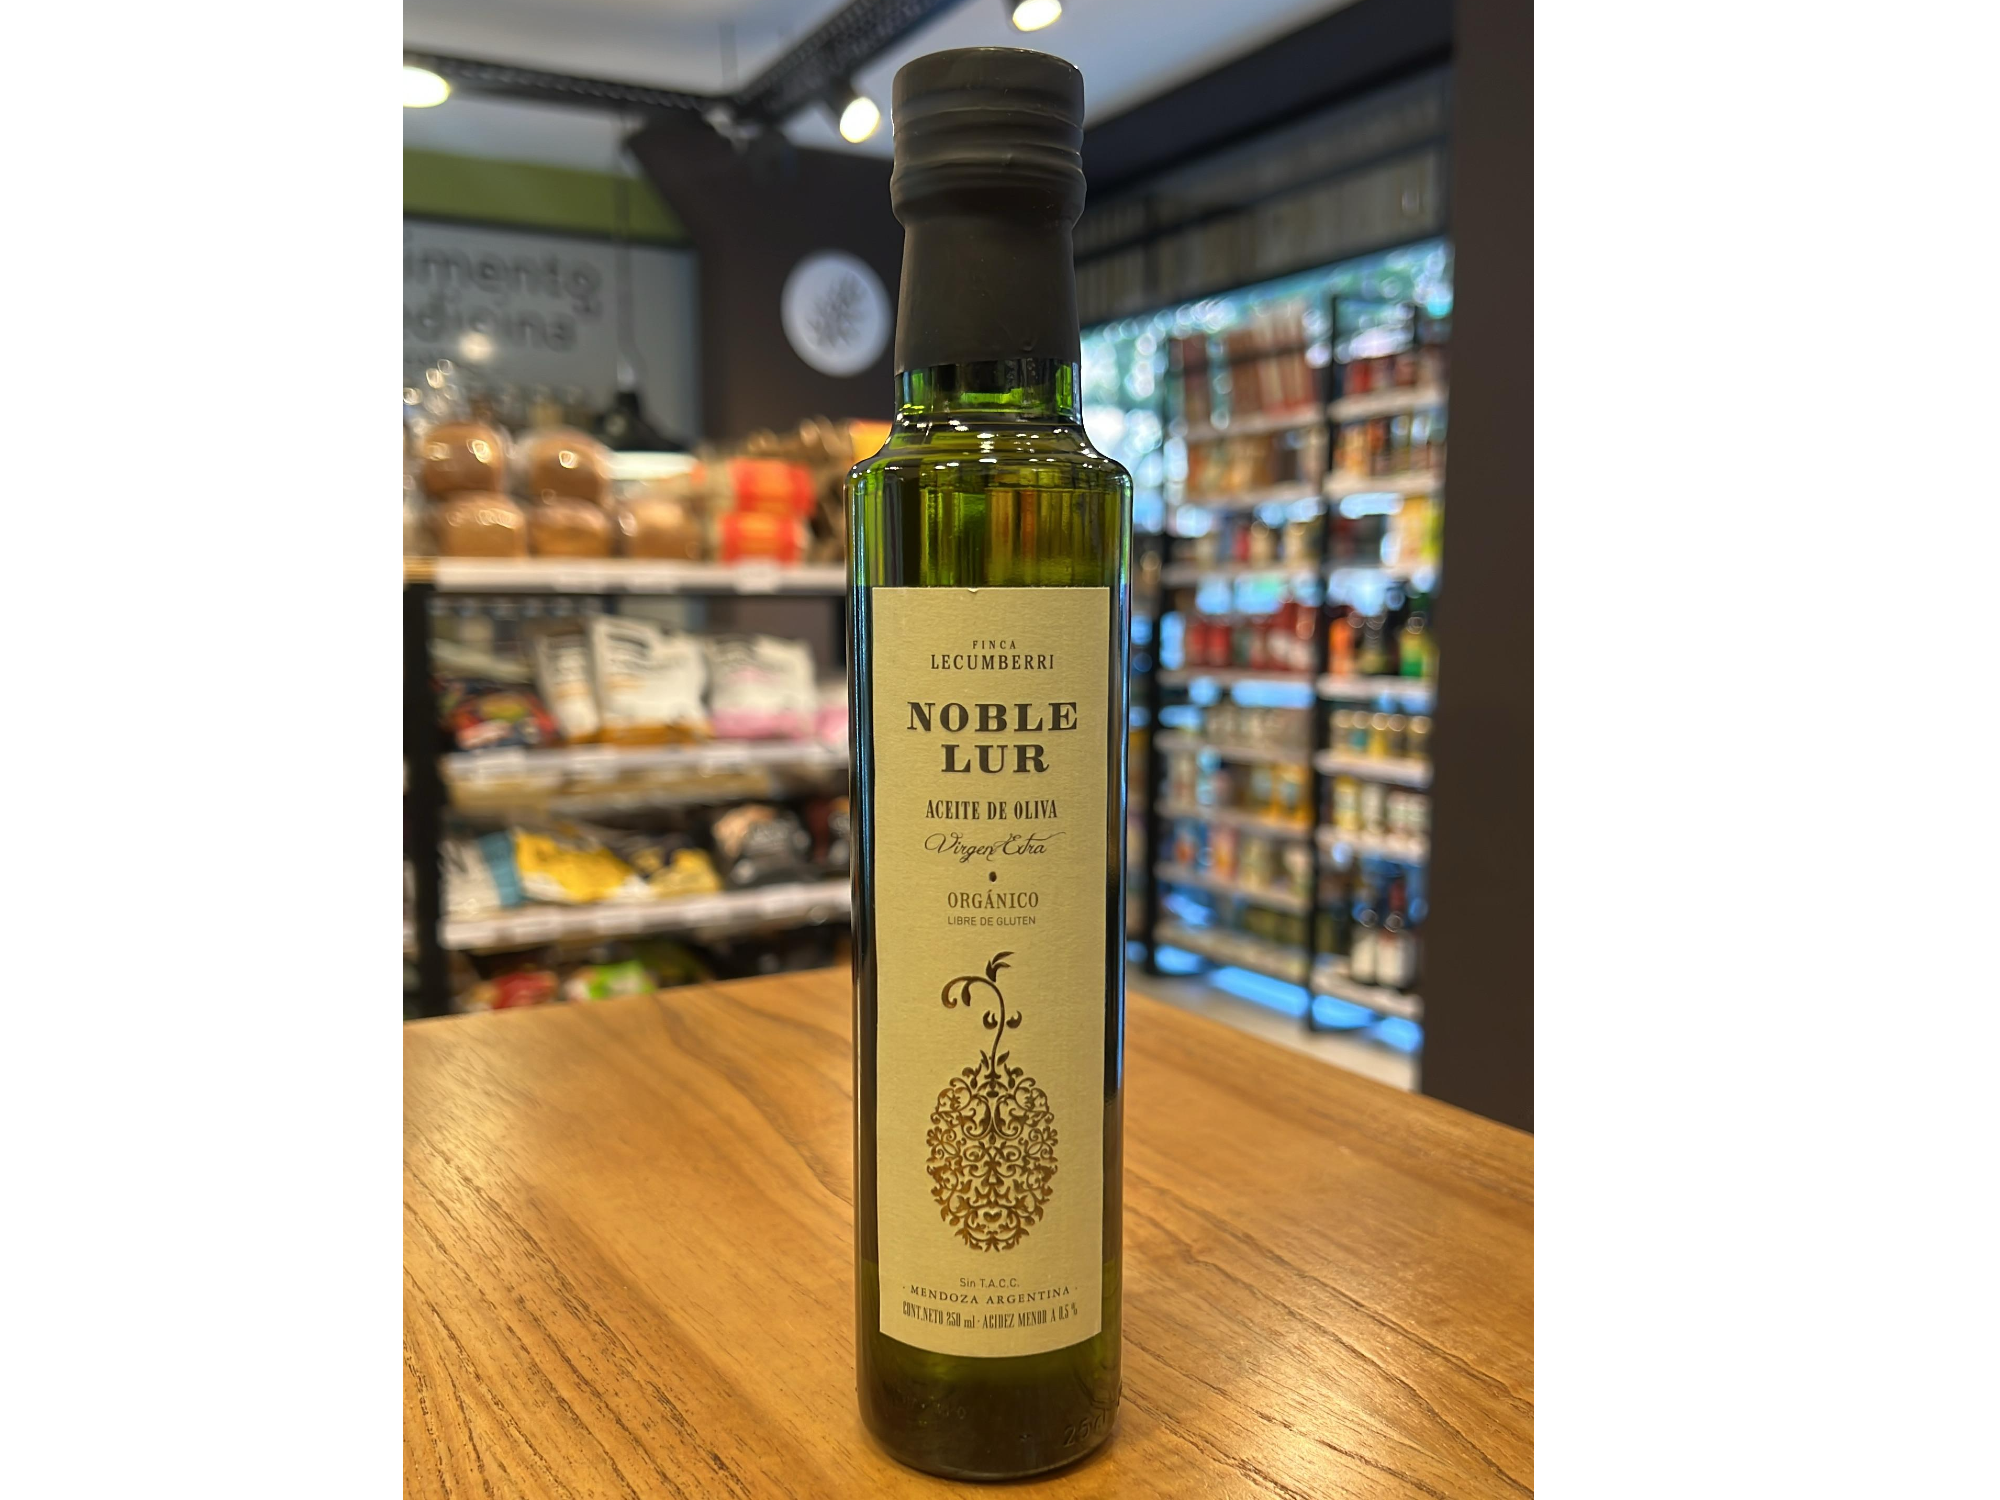 FINCA
LECUMBERRI
NOBLE
LUR
ACEITE DE OLIVA
Virgen Extra
ORGÁNICO
LIBRE DE GLUTEN
Sin T.A.C.C.
· MENDOZA ARGENTINA ·
CONT.NETO 250 ml · ACIDEZ MENOR A 0,5 %